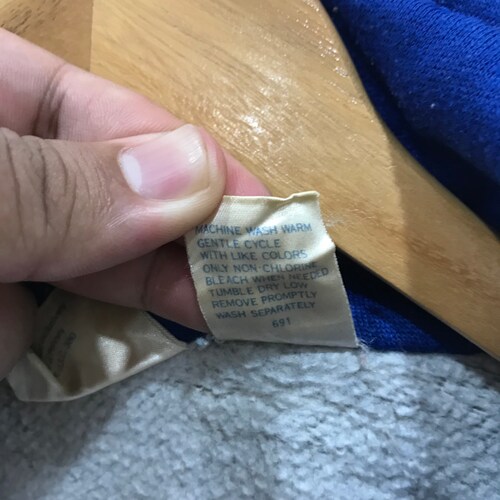 MACHINE WASH WARM
GENTLE CYCLE
WITH LIKE COLORS
ONLY NON-CHLORINE
BLEACH WHEN NEEDED
TUMBLE DRY LOW
REMOVE PROMPTLY
WASH SEPARATELY
691